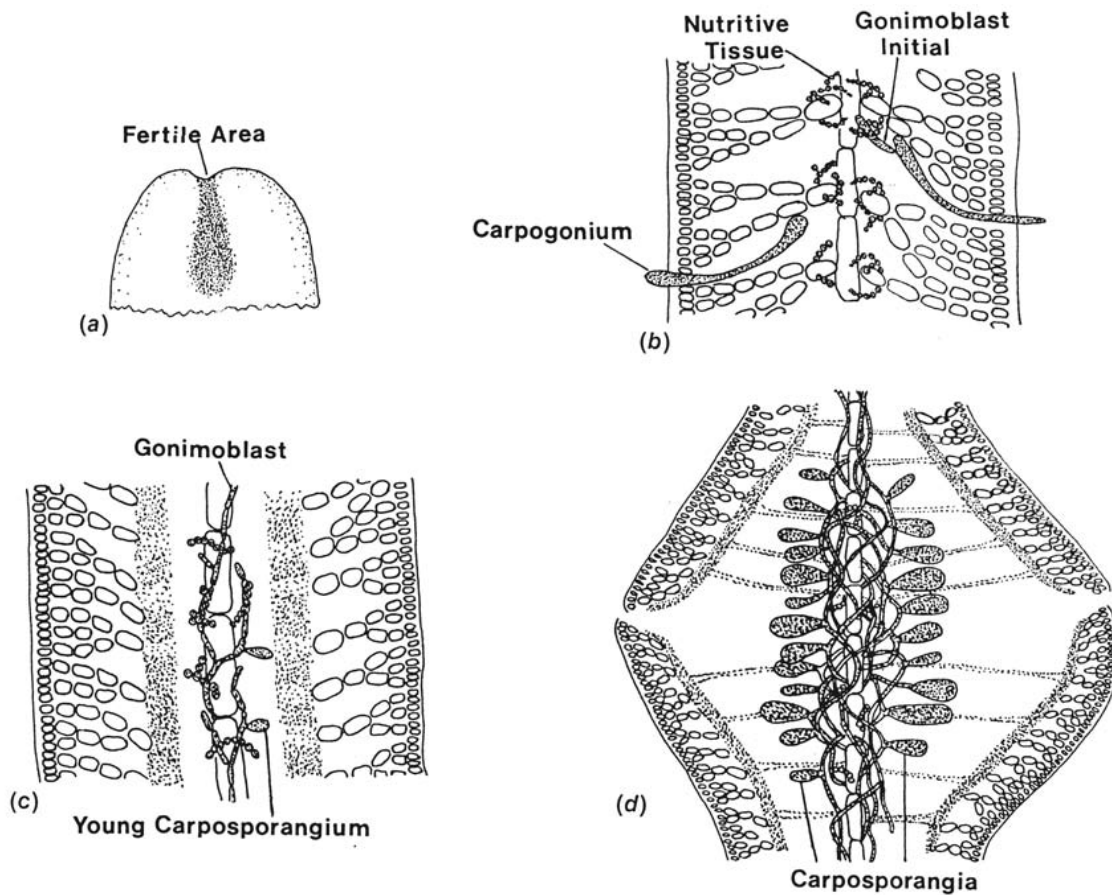 Fertile Area
(a)
Nutritive
Tissue
Gonimoblast
Initial
Carpogonium
(b)
Gonimoblast
(c)
Young Carposporangium
(d)
Carposporangia